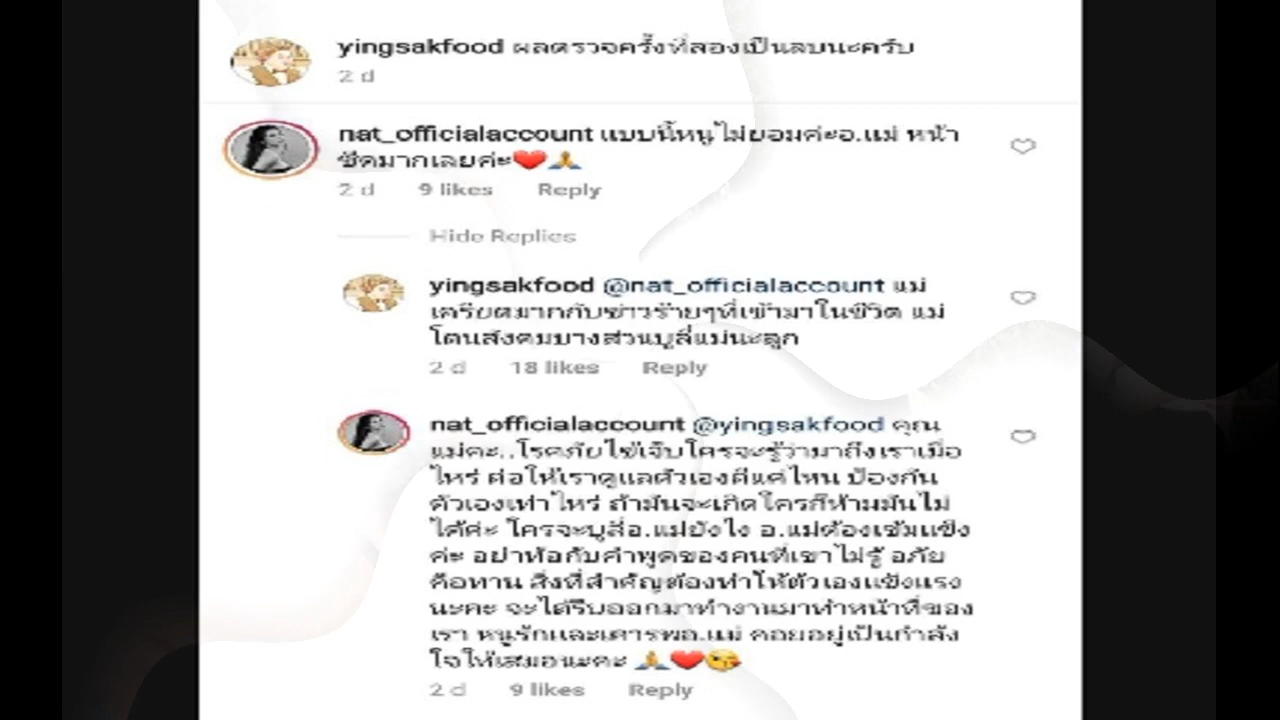 yingsakfood ผลตรวจครั้งที่สองเป็นลบนะครับ
2 d
nat_officialaccount แบบนี้หนูไม่ยอมค่ะอ.แม่ หน้า
ซีดมากเลยค่ะ❤️🙏
2 d 9 likes Reply
Hide Replies
yingsakfood @nat_officialaccount แม่
เครียดมากกับข่าวร้ายๆที่เข้ามาในชีวิต แม่
โดนสังคมบางส่วนบูลี่แม่นะลูก
2 d 18 likes Reply
nat_officialaccount @yingsakfood คุณ
แม่คะ..โรคภัยไข้เจ็บใครจะรู้ว่ามาถึงเราเมื่อ
ไหร่ ต่อให้เราดูแลตัวเองดีแค่ไหน ป้องกัน
ตัวเองเท่าไหร่ ถ้ามันจะเกิดใครก็ห้ามมันไม่
ได้ค่ะ ใครจะบูลี่อ.แม่ยังไง อ.แม่ต้องเข้มแข็ง
ค่ะ อย่าท้อกับคำพูดของคนที่เขาไม่รู้ อภัย
คือทาน สิ่งที่สำคัญต้องทำให้ตัวเองแข็งแรง
นะคะ จะได้รีบออกมาทำงานมาทำหน้าที่ของ
เรา หนูรักและเคารพอ.แม่ คอยอยู่เป็นกำลัง
ใจให้เสมอนะคะ 🙏❤️😘
2 d 9 likes Reply